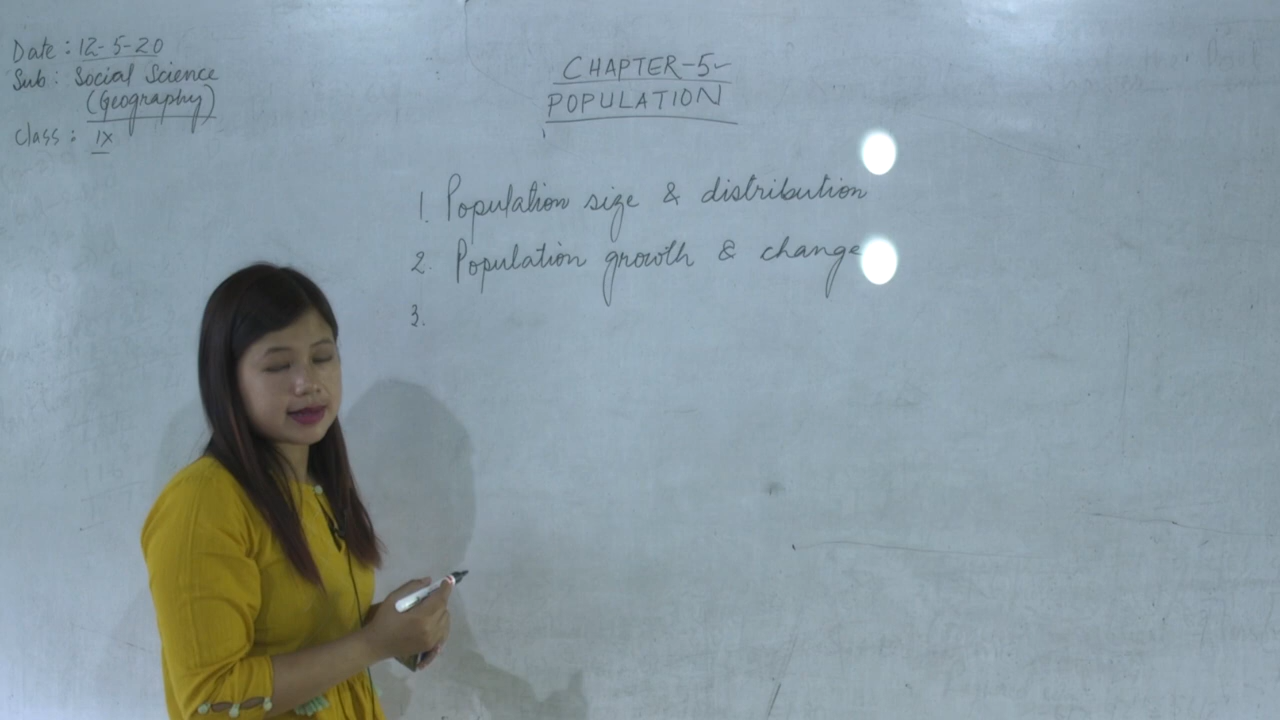 Date: 12-5-20
Sub: Social Science
(Geography)
Class: IX
CHAPTER-5
POPULATION
1. Population size & distribution
2. Population growth & change
3.